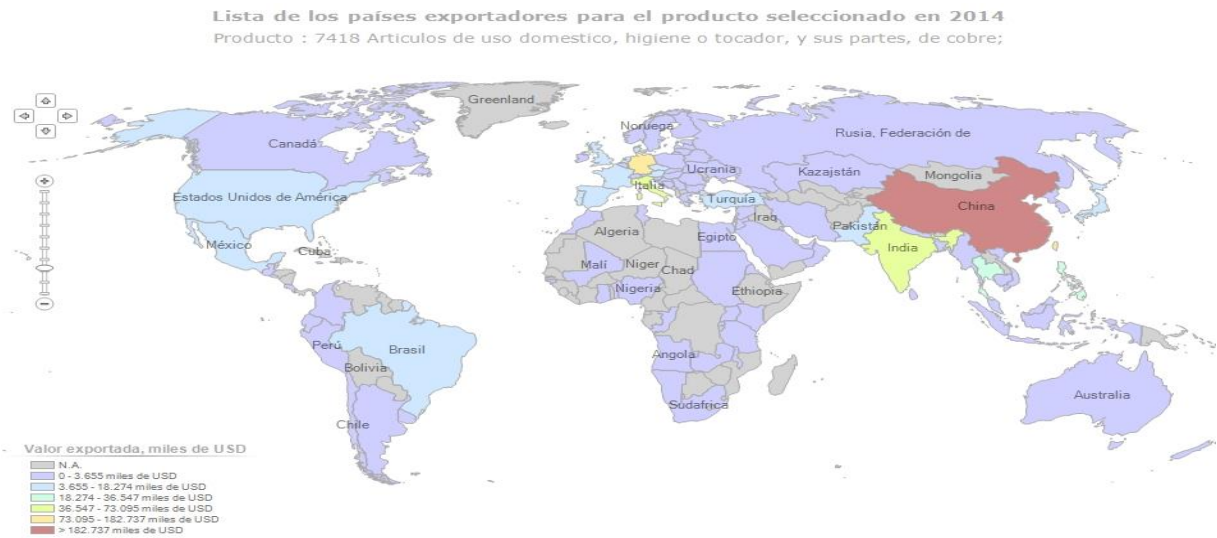 Lista de los países exportadores para el producto seleccionado en 2014
Producto : 7418 Articulos de uso domestico, higiene o tocador, y sus partes, de cobre;
Greenland
Noruega
Rusia, Federación de
Canadá
Ucrania
Kazajstán
Mongolia
Italia
Estados Unidos de América
Turquía
China
Iraq
Pakistán
Algeria
Egipto
India
México
Cuba
Malí
Niger
Chad
Nigeria
Ethiopia
Perú
Brasil
Angola
Bolivia
Australia
Sudafrica
Chile
Valor exportada, miles de USD
N.A.
0 - 3.655 miles de USD
3.655 - 18.274 miles de USD
18.274 - 36.547 miles de USD
36.547 - 73.095 miles de USD
73.095 - 182.737 miles de USD
> 182.737 miles de USD